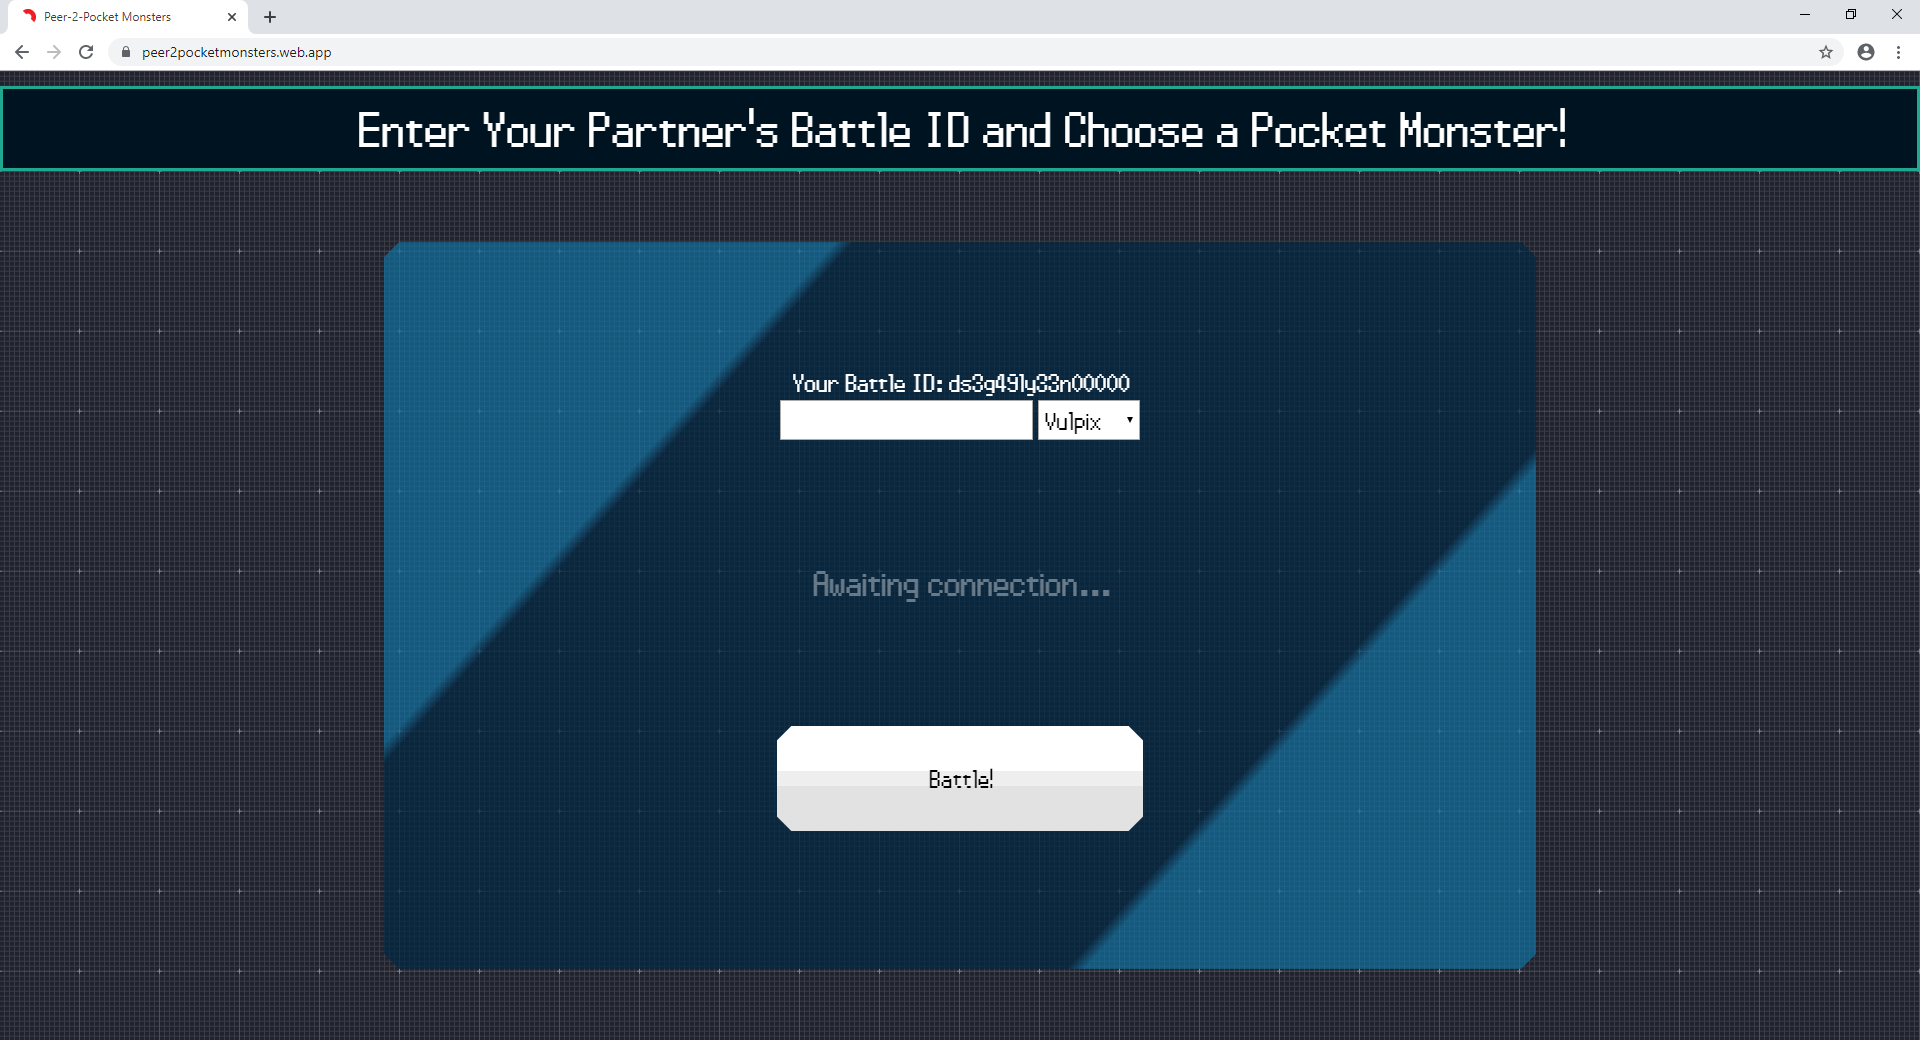 Peer-2-Pocket Monsters
peer2pocketmonsters.web.app
Enter Your Partner's Battle ID and Choose a Pocket Monster!
Your Battle ID: ds3g49ly33n00000
Vulpix
Awaiting connection...
Battle!